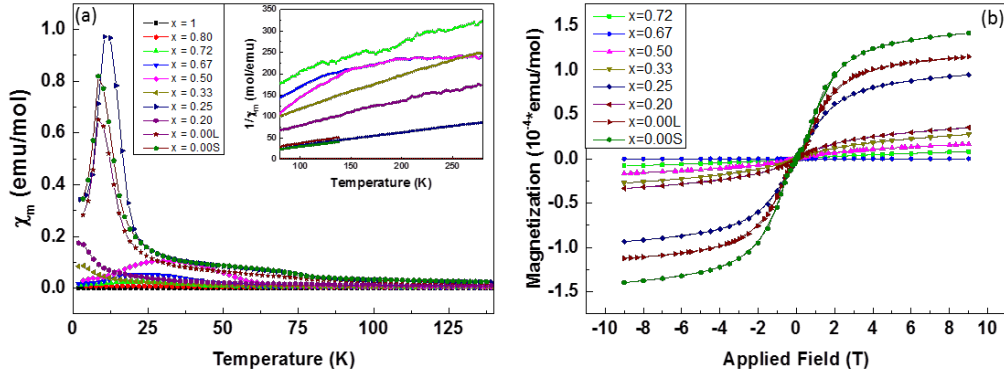 (a)
x = 1
x = 0.80
x = 0.72
x = 0.67
x = 0.50
x = 0.33
x = 0.25
x = 0.20
x = 0.00L
x = 0.00S
1.0
0.8
0.6
0.4
0.2
0.0
χm (emu/mol)
0
25
50
75
100
125
Temperature (K)
350
300
250
200
150
100
50
0
1/χm (mol/emu)
100
150
200
250
Temperature (K)
(b)
x=0.72
x=0.67
x=0.50
x=0.33
x=0.25
x=0.20
x=0.00L
x=0.00S
1.5
1.0
0.5
0.0
-0.5
-1.0
-1.5
Magnetization (10⁻⁴*emu/mol)
-10 -8 -6 -4 -2 0 2 4 6 8 10
Applied Field (T)